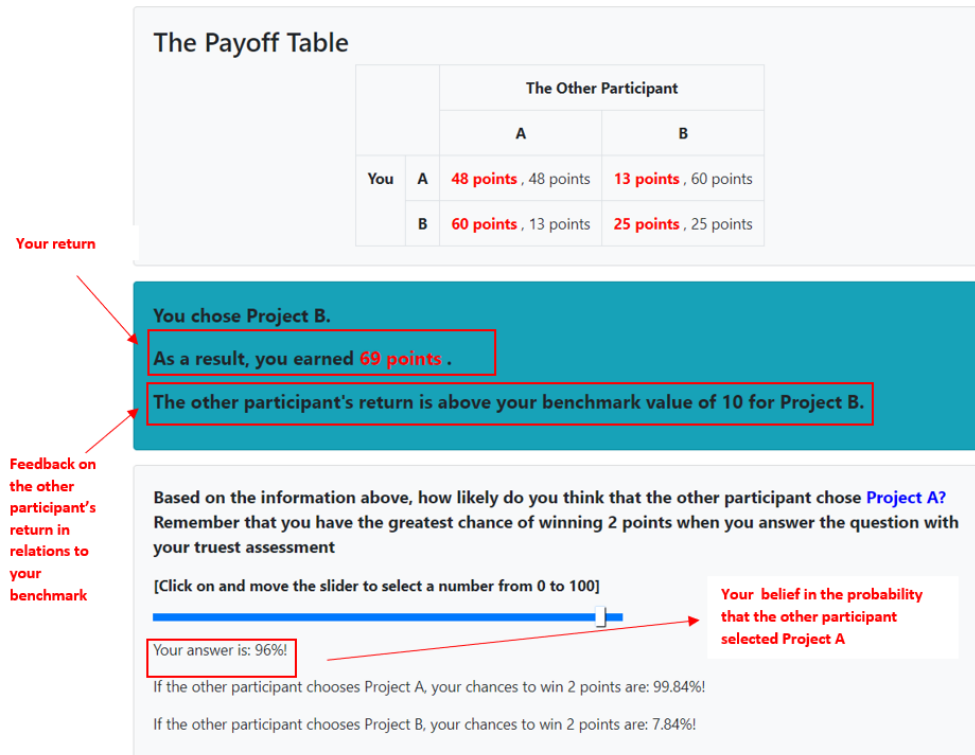 The Payoff Table
The Other Participant
A B
You A 48 points , 48 points 13 points , 60 points
B 60 points , 13 points 25 points , 25 points
Your return
You chose Project B.
As a result, you earned 69 points .
The other participant's return is above your benchmark value of 10 for Project B.
Feedback on
the other
participant's
return in
relations to
your
benchmark
Based on the information above, how likely do you think that the other participant chose Project A?
Remember that you have the greatest chance of winning 2 points when you answer the question with
your truest assessment
[Click on and move the slider to select a number from 0 to 100]
Your answer is: 96%!
Your belief in the probability
that the other participant
selected Project A
If the other participant chooses Project A, your chances to win 2 points are: 99.84%!
If the other participant chooses Project B, your chances to win 2 points are: 7.84%!